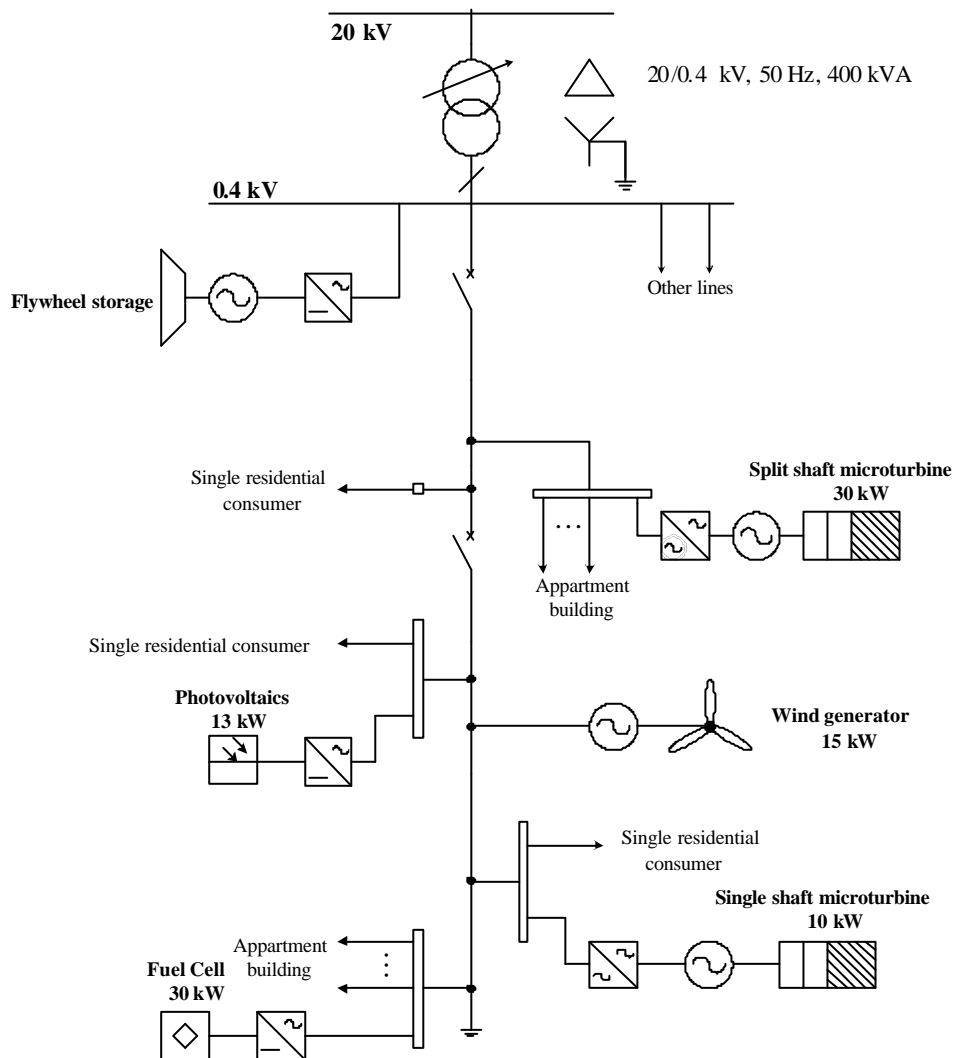 20 kV
20/0.4 kV, 50 Hz, 400 kVA
0.4 kV
Other lines
Flywheel storage
Single residential
consumer
Split shaft microturbine
30 kW
Appartment
building
Single residential consumer
Photovoltaics
13 kW
Wind generator
15 kW
Single residential
consumer
Single shaft microturbine
10 kW
Appartment
building
Fuel Cell
30 kW